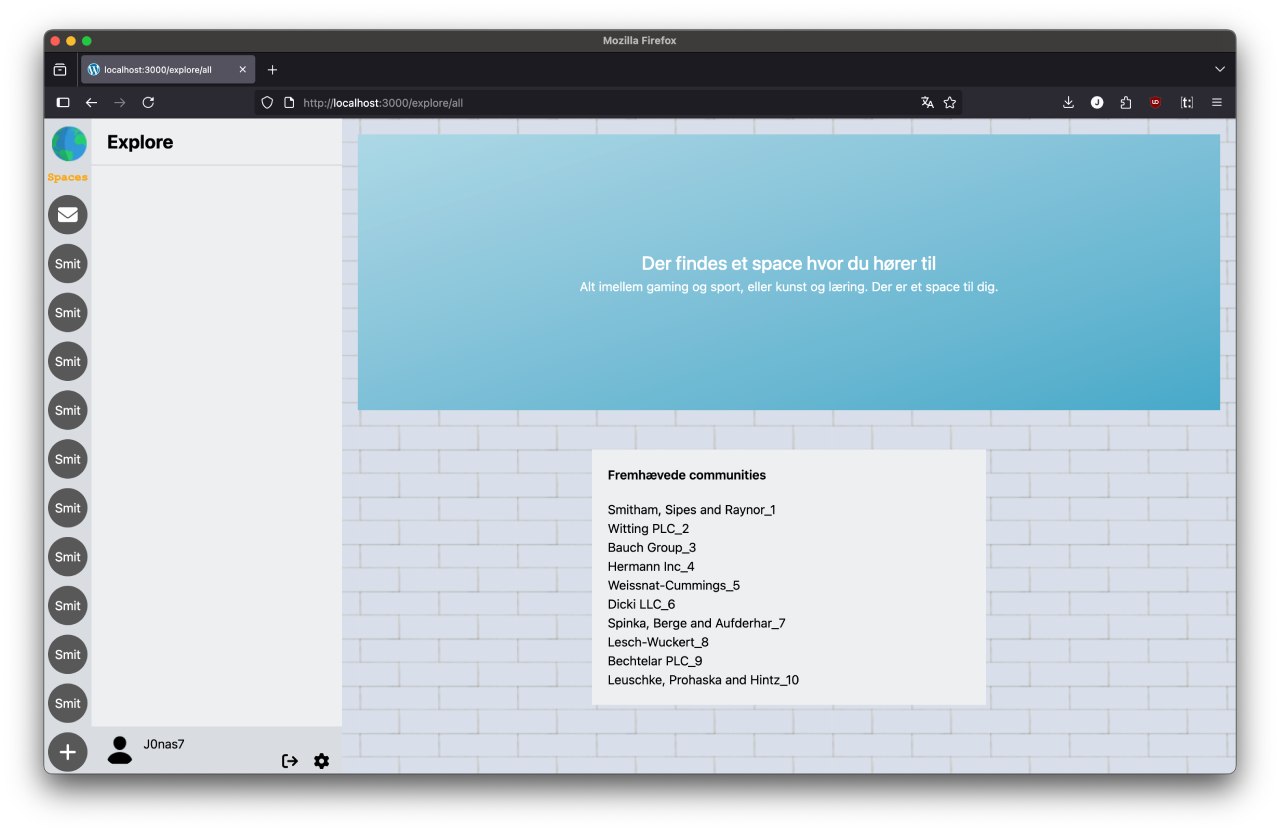 Mozilla Firefox
localhost:3000/explore/all
http://localhost:3000/explore/all
Spaces
Smit
Smit
Smit
Smit
Smit
Smit
Smit
Smit
Smit
Smit
Explore
J0nas7
Der findes et space hvor du hører til
Alt imellem gaming og sport, eller kunst og læring. Der er et space til dig.
Fremhævede communities
Smitham, Sipes and Raynor_1
Witting PLC_2
Bauch Group_3
Hermann Inc_4
Weissnat-Cummings_5
Dicki LLC_6
Spinka, Berge and Aufderhar_7
Lesch-Wuckert_8
Bechtelar PLC_9
Leuschke, Prohaska and Hintz_10